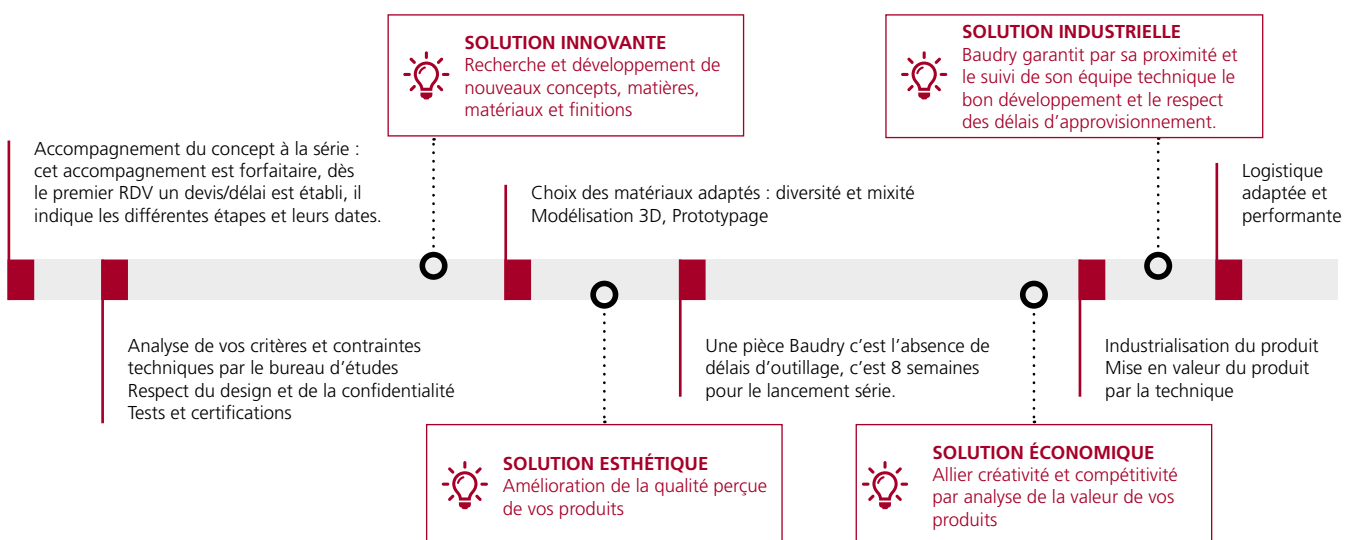 SOLUTION INNOVANTE
Recherche et développement de
nouveaux concepts, matières,
matériaux et finitions
SOLUTION INDUSTRIELLE
Baudry garantit par sa proximité et
le suivi de son équipe technique le
bon développement et le respect
des délais d’approvisionnement.
Accompagnement du concept à la série :
cet accompagnement est forfaitaire, dès
le premier RDV un devis/délai est établi, il
indique les différentes étapes et leurs dates.
Choix des matériaux adaptés : diversité et mixité
Modélisation 3D, Prototypage
Logistique
adaptée et
performante
Analyse de vos critères et contraintes
techniques par le bureau d’études
Respect du design et de la confidentialité
Tests et certifications
Une pièce Baudry c’est l’absence de
délais d’outillage, c’est 8 semaines
pour le lancement série.
Industrialisation du produit
Mise en valeur du produit
par la technique
SOLUTION ESTHÉTIQUE
Amélioration de la qualité perçue
de vos produits
SOLUTION ÉCONOMIQUE
Allier créativité et compétitivité
par analyse de la valeur de vos
produits